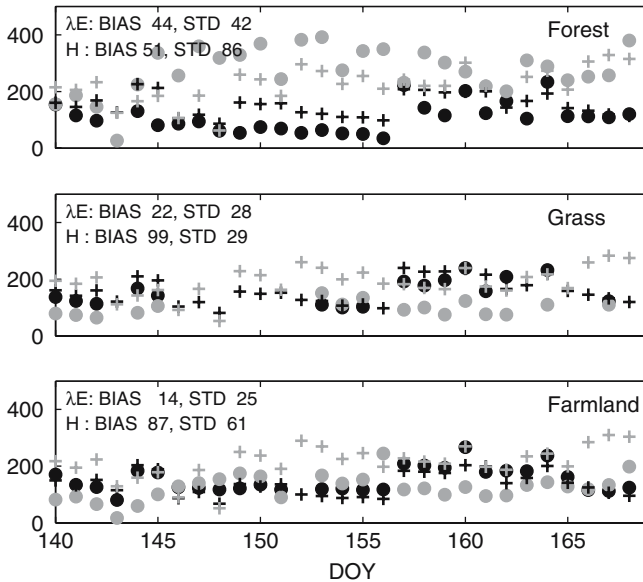 400
200
0
λE: BIAS 44, STD 42
H : BIAS 51, STD 86
Forest
400
200
0
λE: BIAS 22, STD 28
H : BIAS 99, STD 29
Grass
400
200
0
λE: BIAS 14, STD 25
H : BIAS 87, STD 61
Farmland
140 145 150 155 160 165
DOY